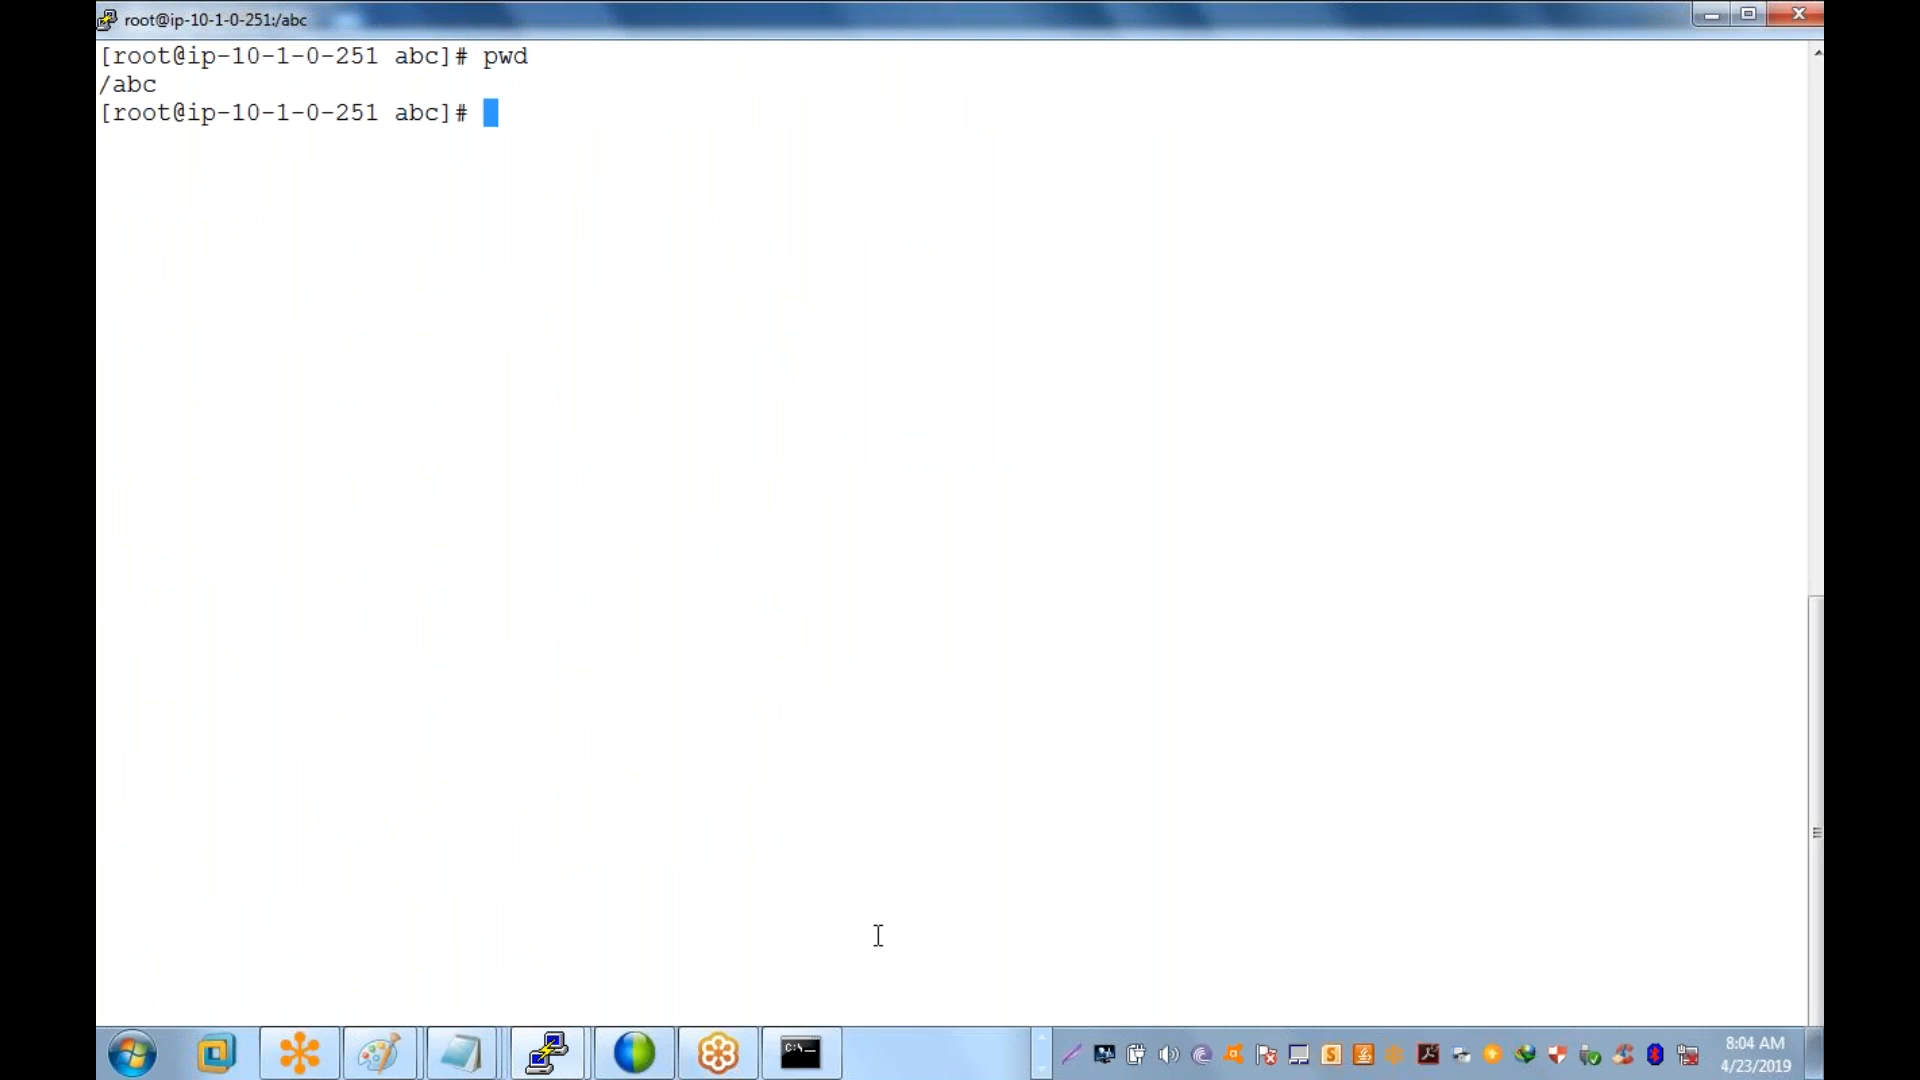 root@ip-10-1-0-251:/abc
[root@ip-10-1-0-251 abc]# pwd
/abc
[root@ip-10-1-0-251 abc]#
C:\_
S
8:04 AM
4/23/2019